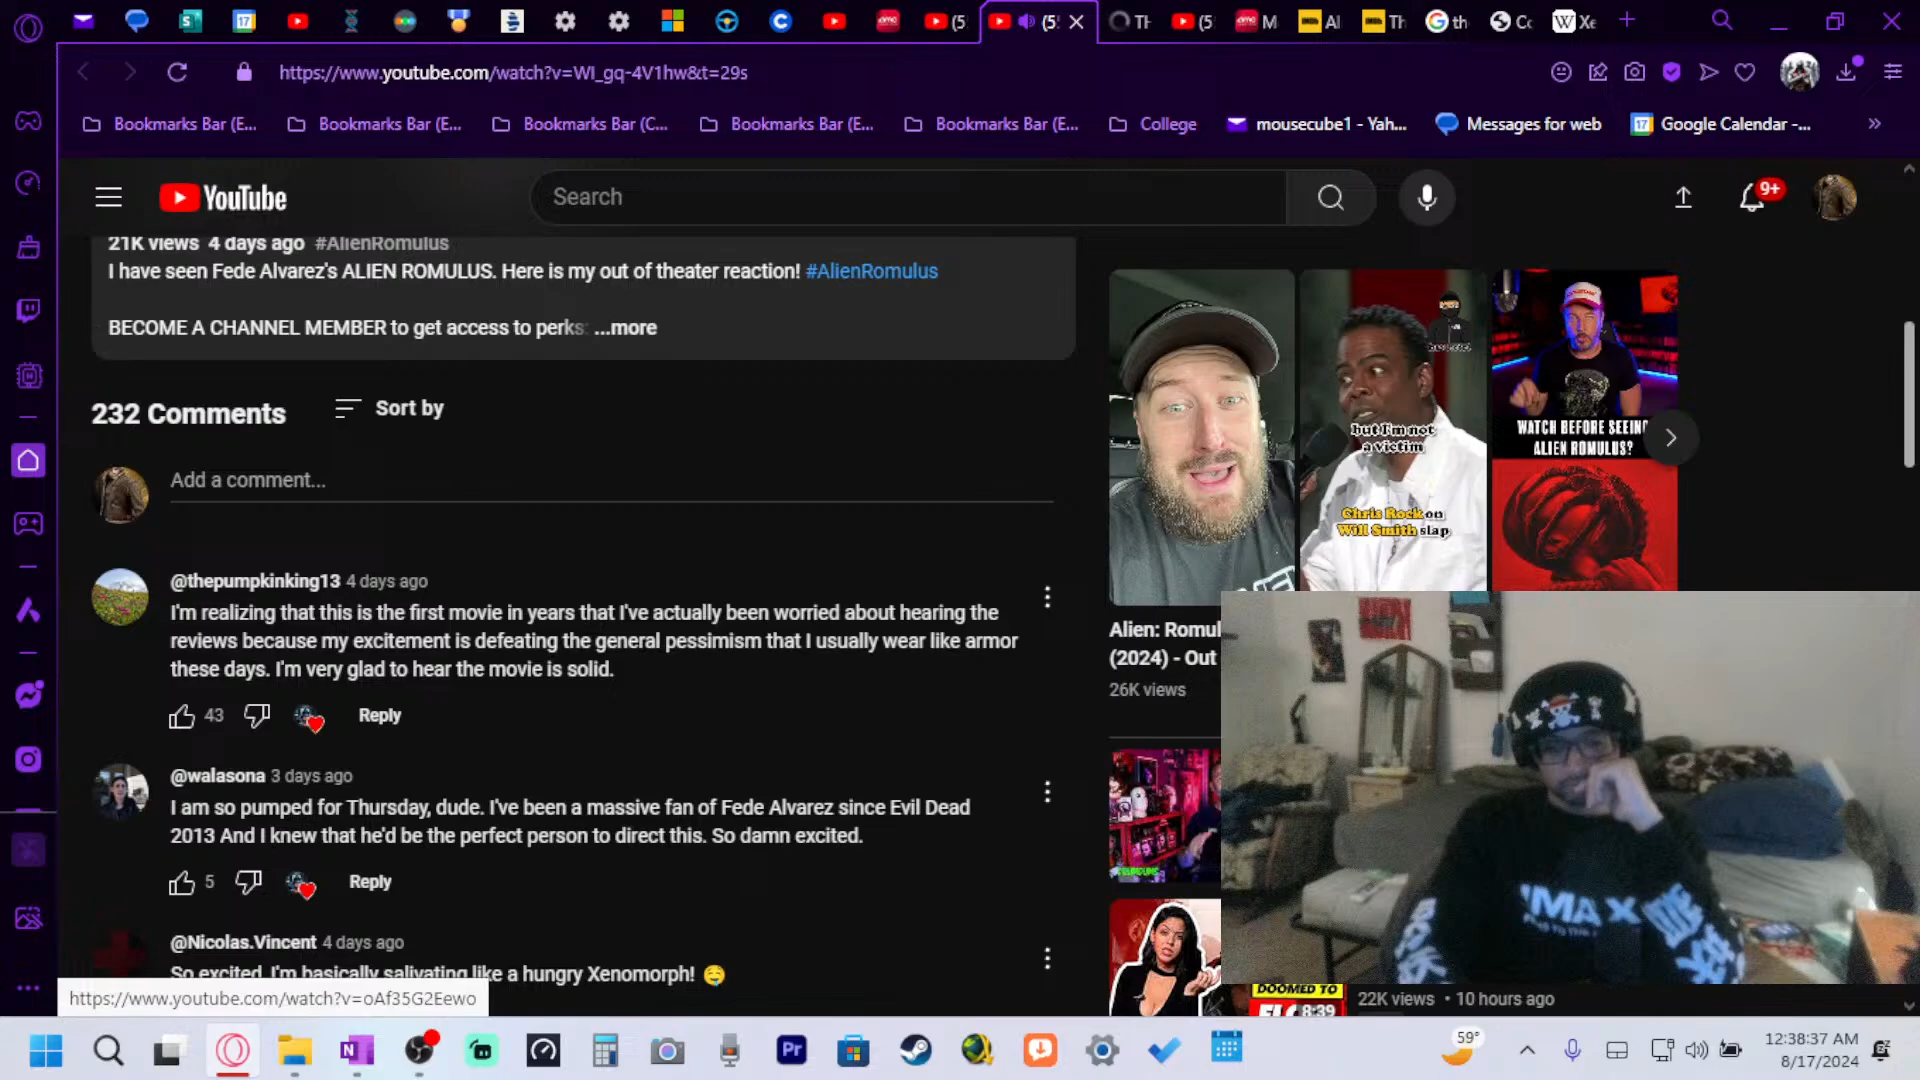 (5
(5
TH
(5
M
Al
Th
th
Cc
Xe
https://www.youtube.com/watch?v=WI_gq-4V1hw&t=29s
Bookmarks Bar (E...
Bookmarks Bar (E...
Bookmarks Bar (C...
Bookmarks Bar (E...
Bookmarks Bar (E...
College
mousecube1 - Yah...
Messages for web
Google Calendar -...
YouTube
Search
9+
21K views 4 days ago #AlienRomulus
I have seen Fede Alvarez's ALIEN ROMULUS. Here is my out of theater reaction! #AlienRomulus
BECOME A CHANNEL MEMBER to get access to perks: ...more
232 Comments
Sort by
Add a comment...
@thepumpkinking13 4 days ago
I'm realizing that this is the first movie in years that I've actually been worried about hearing the
reviews because my excitement is defeating the general pessimism that I usually wear like armor
these days. I'm very glad to hear the movie is solid.
43
Reply
@walasona 3 days ago
I am so pumped for Thursday, dude. I've been a massive fan of Fede Alvarez since Evil Dead
2013 And I knew that he'd be the perfect person to direct this. So damn excited.
5
Reply
@Nicolas.Vincent 4 days ago
So excited. I'm basically salivating like a hungry Xenomorph! 🤤
https://www.youtube.com/watch?v=oAf35G2Eewo
but I'm not
a victim
Chris Rock on
Will Smith slap
WATCH BEFORE SEEING
ALIEN ROMULUS?
Alien: Romul
(2024) - Out
26K views
IMAX
DOOMED TO
8:39
22K views • 10 hours ago
59°
12:38:37 AM
8/17/2024